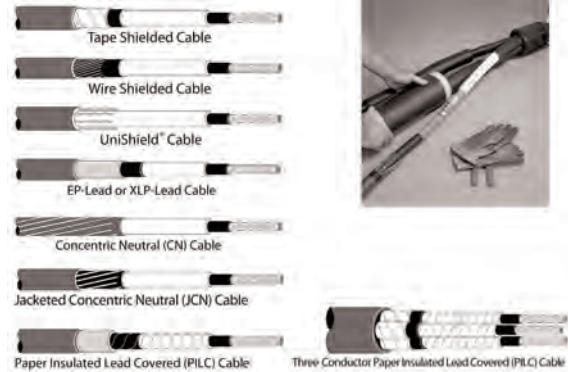 Tape Shielded Cable
Wire Shielded Cable
UniShield® Cable
EP-Lead or XLP-Lead Cable
Concentric Neutral (CN) Cable
Jacketed Concentric Neutral (JCN) Cable
Paper Insulated Lead Covered (PILC) Cable
Three Conductor Paper Insulated Lead Covered (PILC) Cable